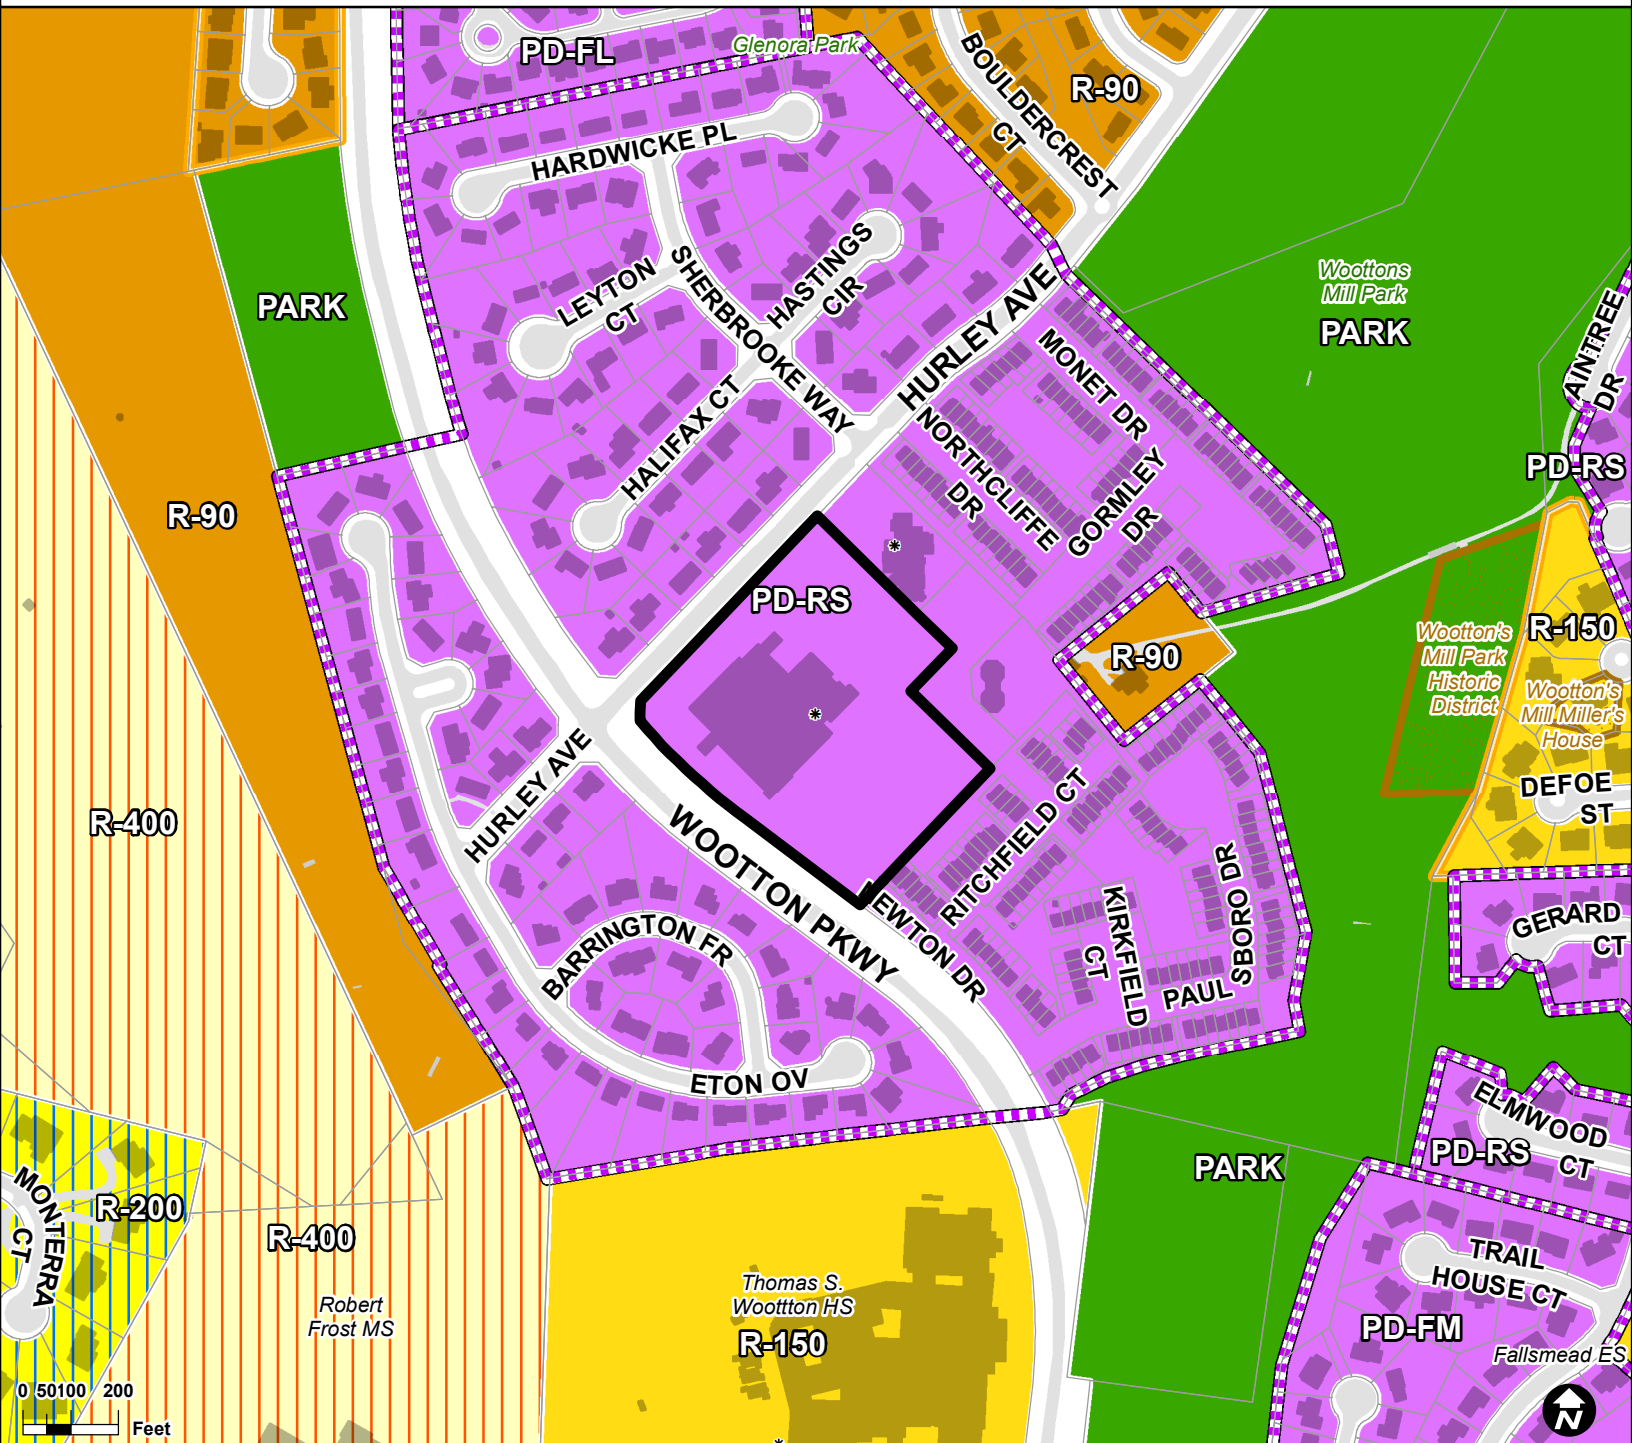 PD-FL
Glenora Park
BOULDERCREST
CT
R-90
HARDWICKE PL
PARK
LEYTON
CT
SHERBROOKE WAY
HASTINGS
CIR
HURLEY AVE
Woottons
Mill Park
PARK
AINTREE
DR
MONET DR
HALIFAX CT
NORTHCLIFFE
DR
GORMLEY
DR
PD-RS
R-90
PD-RS
R-90
Wootton's
Mill Park
Historic
District
R-150
Wootton's
Mill Miller's
House
DEFOE
ST
HURLEY AVE
R-400
WOOTTON PKWY
RITCHFIELD CT
EWTON DR
KIRKFIELD
CT
PAUL
SBORO DR
GERARD
CT
BARRINGTON FR
ETON OV
ELMWOOD
CT
PD-RS
PARK
MONTERRA
CT
R-200
R-400
Robert
Frost MS
Thomas S.
Woottton HS
R-150
TRAIL
HOUSE CT
PD-FM
Fallsmead ES
0 50100 200
Feet
N